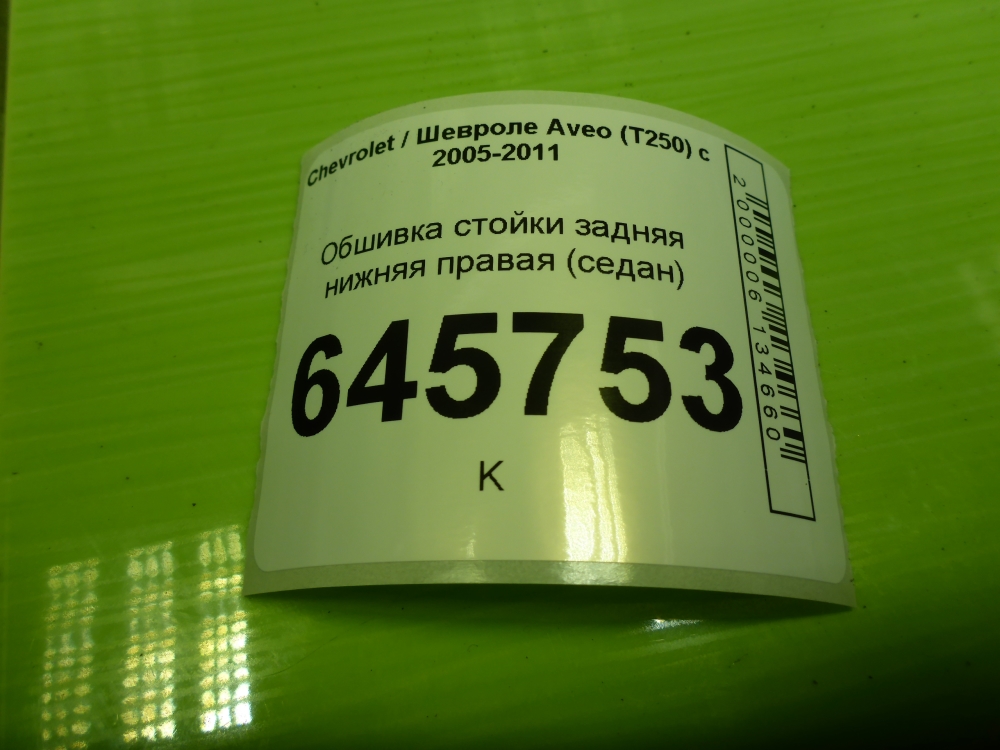 Chevrolet / Шевроле Aveo (T250) с
2005-2011
Обшивка стойки задняя
нижняя правая (седан)
645753
К
2000006134660